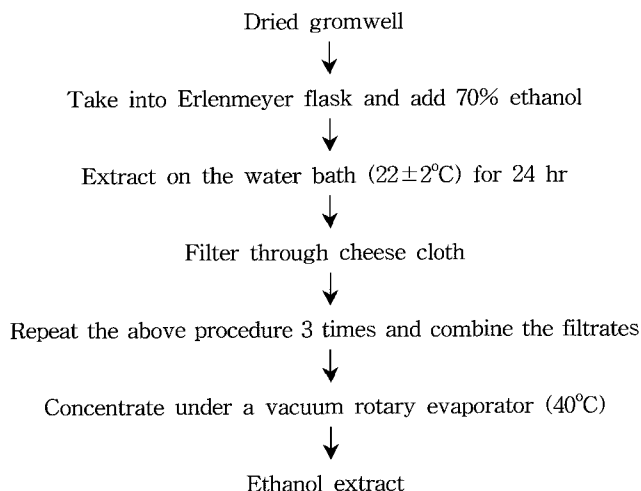 Dried gromwell
Take into Erlenmeyer flask and add 70% ethanol
Extract on the water bath (22±2°C) for 24 hr
Filter through cheese cloth
Repeat the above procedure 3 times and combine the filtrates
Concentrate under a vacuum rotary evaporator (40°C)
Ethanol extract